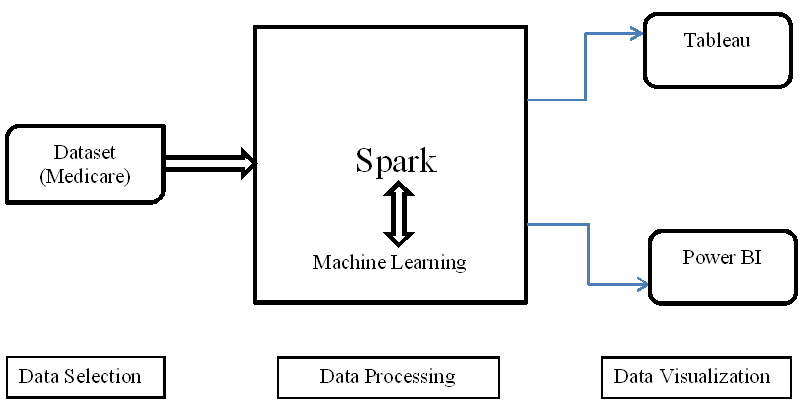 Tableau
Dataset
(Medicare)
Spark
Machine Learning
Power BI
Data Selection
Data Processing
Data Visualization